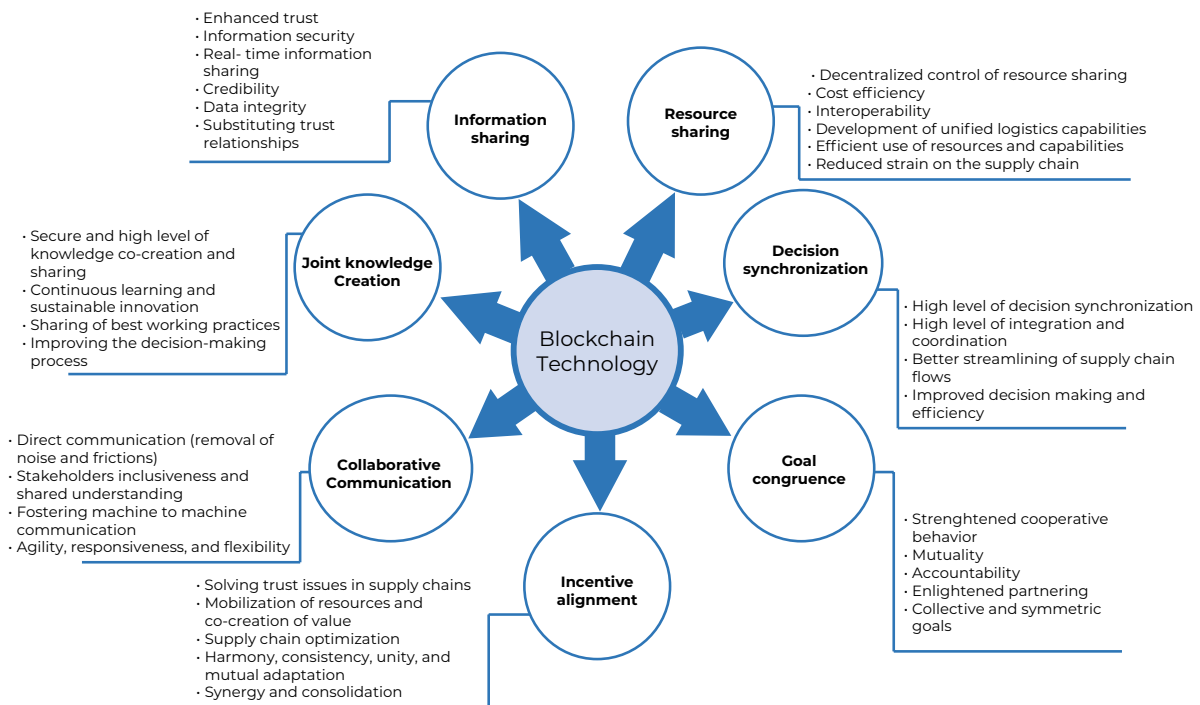 • Enhanced trust
• Information security
• Real- time information
sharing
• Credibility
• Data integrity
• Substituting trust
relationships
Information
sharing
Resource
sharing
• Decentralized control of resource sharing
• Cost efficiency
• Interoperability
• Development of unified logistics capabilities
• Efficient use of resources and capabilities
• Reduced strain on the supply chain
• Secure and high level of
knowledge co-creation and
sharing
• Continuous learning and
sustainable innovation
• Sharing of best working practices
• Improving the decision-making
process
Joint knowledge
Creation
Decision
synchronization
• High level of decision synchronization
• High level of integration and
coordination
• Better streamlining of supply chain
flows
• Improved decision making and
efficiency
Blockchain
Technology
• Direct communication (removal of
noise and frictions)
• Stakeholders inclusiveness and
shared understanding
• Fostering machine to machine
communication
• Agility, responsiveness, and flexibility
Collaborative
Communication
Goal
congruence
• Strenghtened cooperative
behavior
• Mutuality
• Accountability
• Enlightened partnering
• Collective and symmetric
goals
• Solving trust issues in supply chains
• Mobilization of resources and
co-creation of value
• Supply chain optimization
• Harmony, consistency, unity, and
mutual adaptation
• Synergy and consolidation
Incentive
alignment